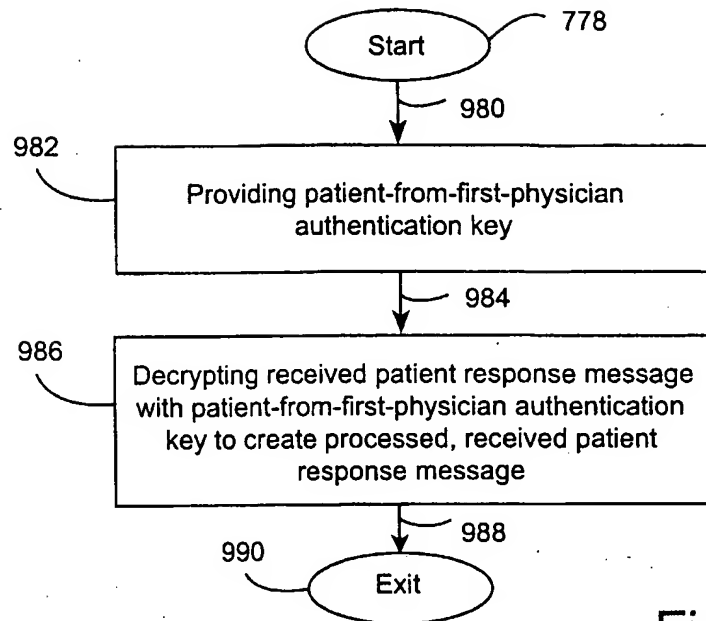 Start
778
980
982
Providing patient-from-first-physician
authentication key
984
986
Decrypting received patient response message
with patient-from-first-physician authentication
key to create processed, received patient
response message
988
990
Exit